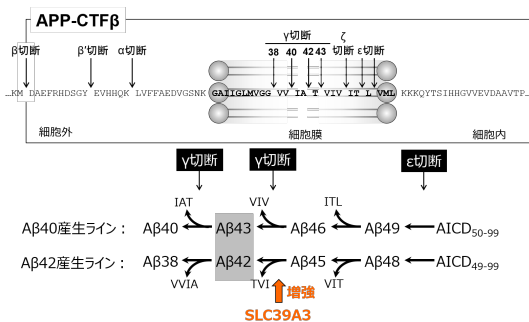 APP-CTFβ
γ切断 ζ
β切断 β'切断 α切断 38 40 42 43 切断 ε切断
…KM DAEFRHDSGY EVHHQK LVFFAEDVGSNK GAIIGLMVGG VV IA T VIV IT L VML KKKQYTSIHHGVVEVDAAVTP…
細胞外 細胞膜 細胞内
γ切断 γ切断 ε切断
IAT VIV ITL
Aβ40産生ライン： Aβ40 Aβ43 Aβ46 Aβ49 AICD50-99
Aβ42産生ライン： Aβ38 Aβ42 Aβ45 Aβ48 AICD49-99
VVIA TVI VIT
増強
SLC39A3